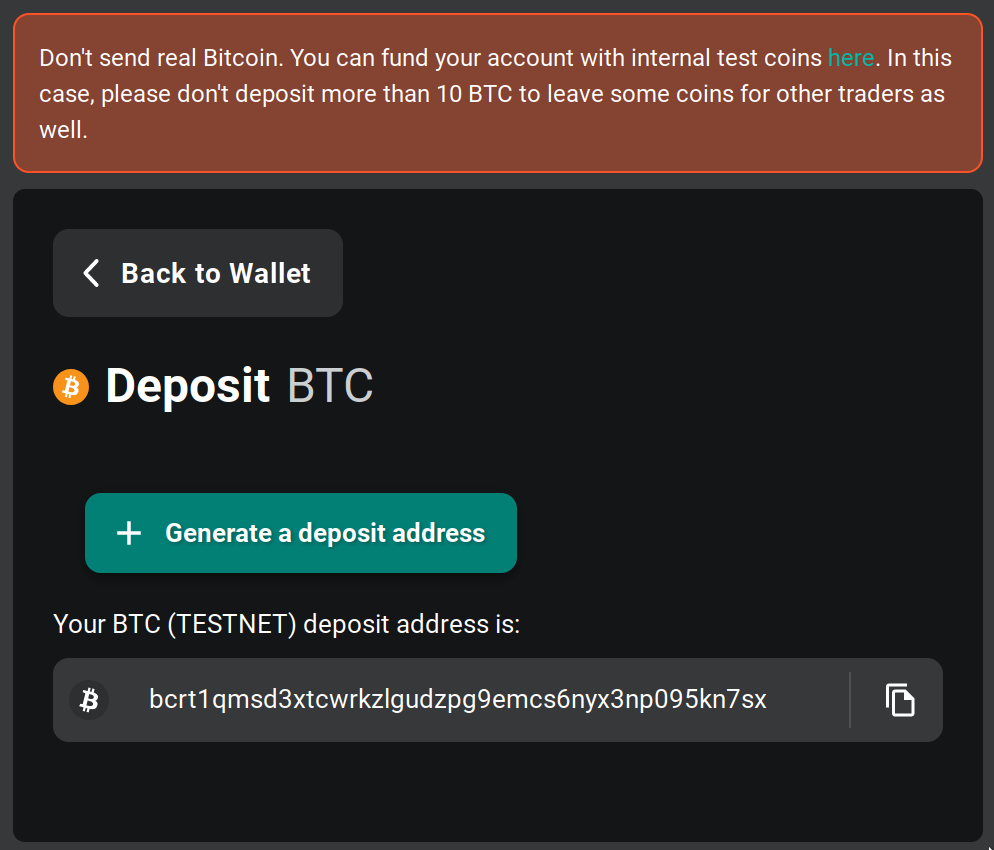 Don't send real Bitcoin. You can fund your account with internal test coins here. In this
case, please don't deposit more than 10 BTC to leave some coins for other traders as
well.
Back to Wallet
Deposit BTC
Generate a deposit address
Your BTC (TESTNET) deposit address is:
bcrt1qmsd3xtcwrkzlgudzpg9emcs6nyx3np095kn7sx